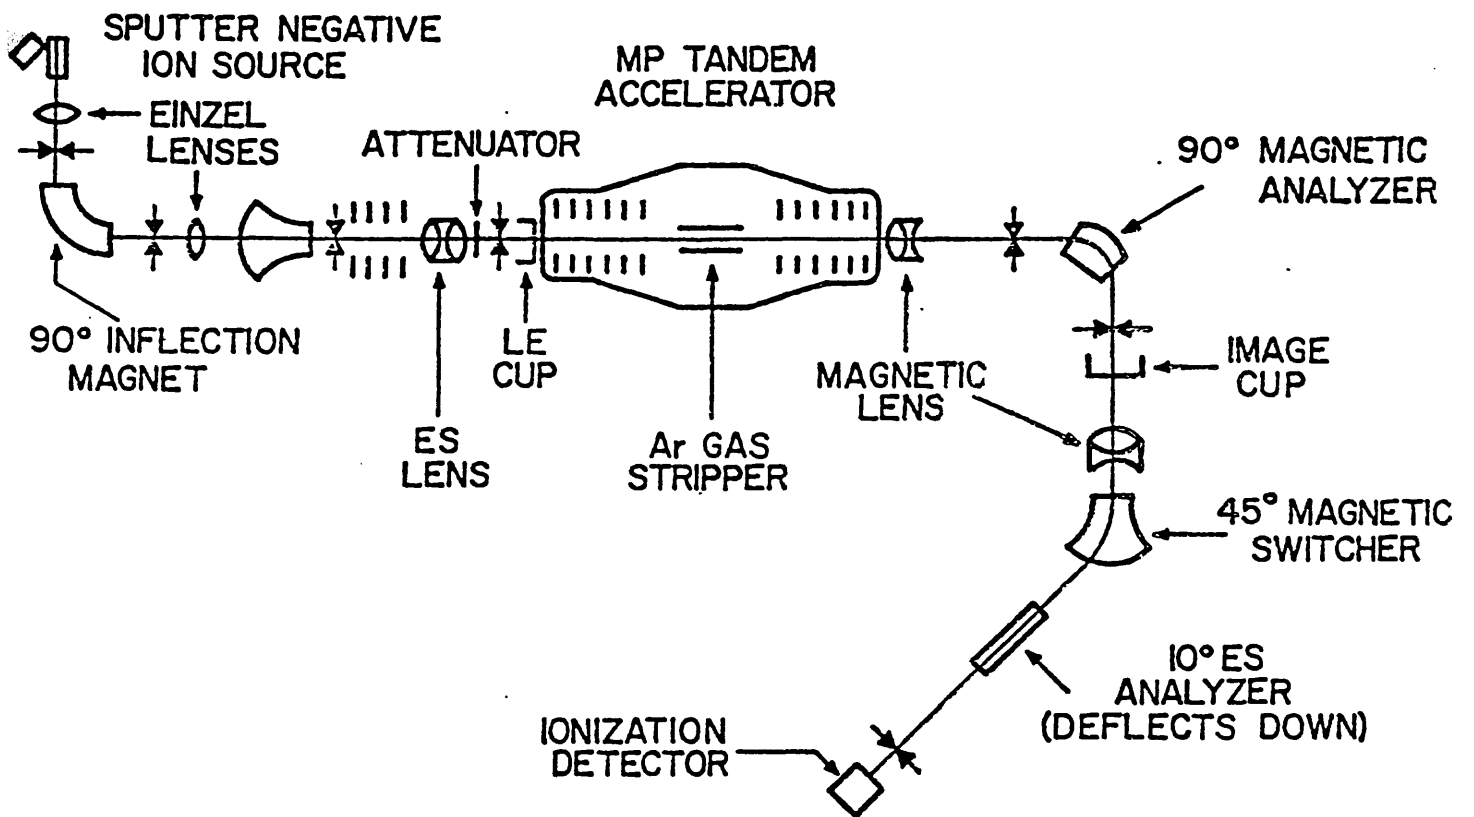 SPUTTER NEGATIVE
ION SOURCE
EINZEL
LENSES
90° INFLECTION
MAGNET
ATTENUATOR
MP TANDEM
ACCELERATOR
LE
CUP
ES
LENS
Ar GAS
STRIPPER
MAGNETIC
LENS
90° MAGNETIC
ANALYZER
IMAGE
CUP
45° MAGNETIC
SWITCHER
10° ES
ANALYZER
(DEFLECTS DOWN)
IONIZATION
DETECTOR